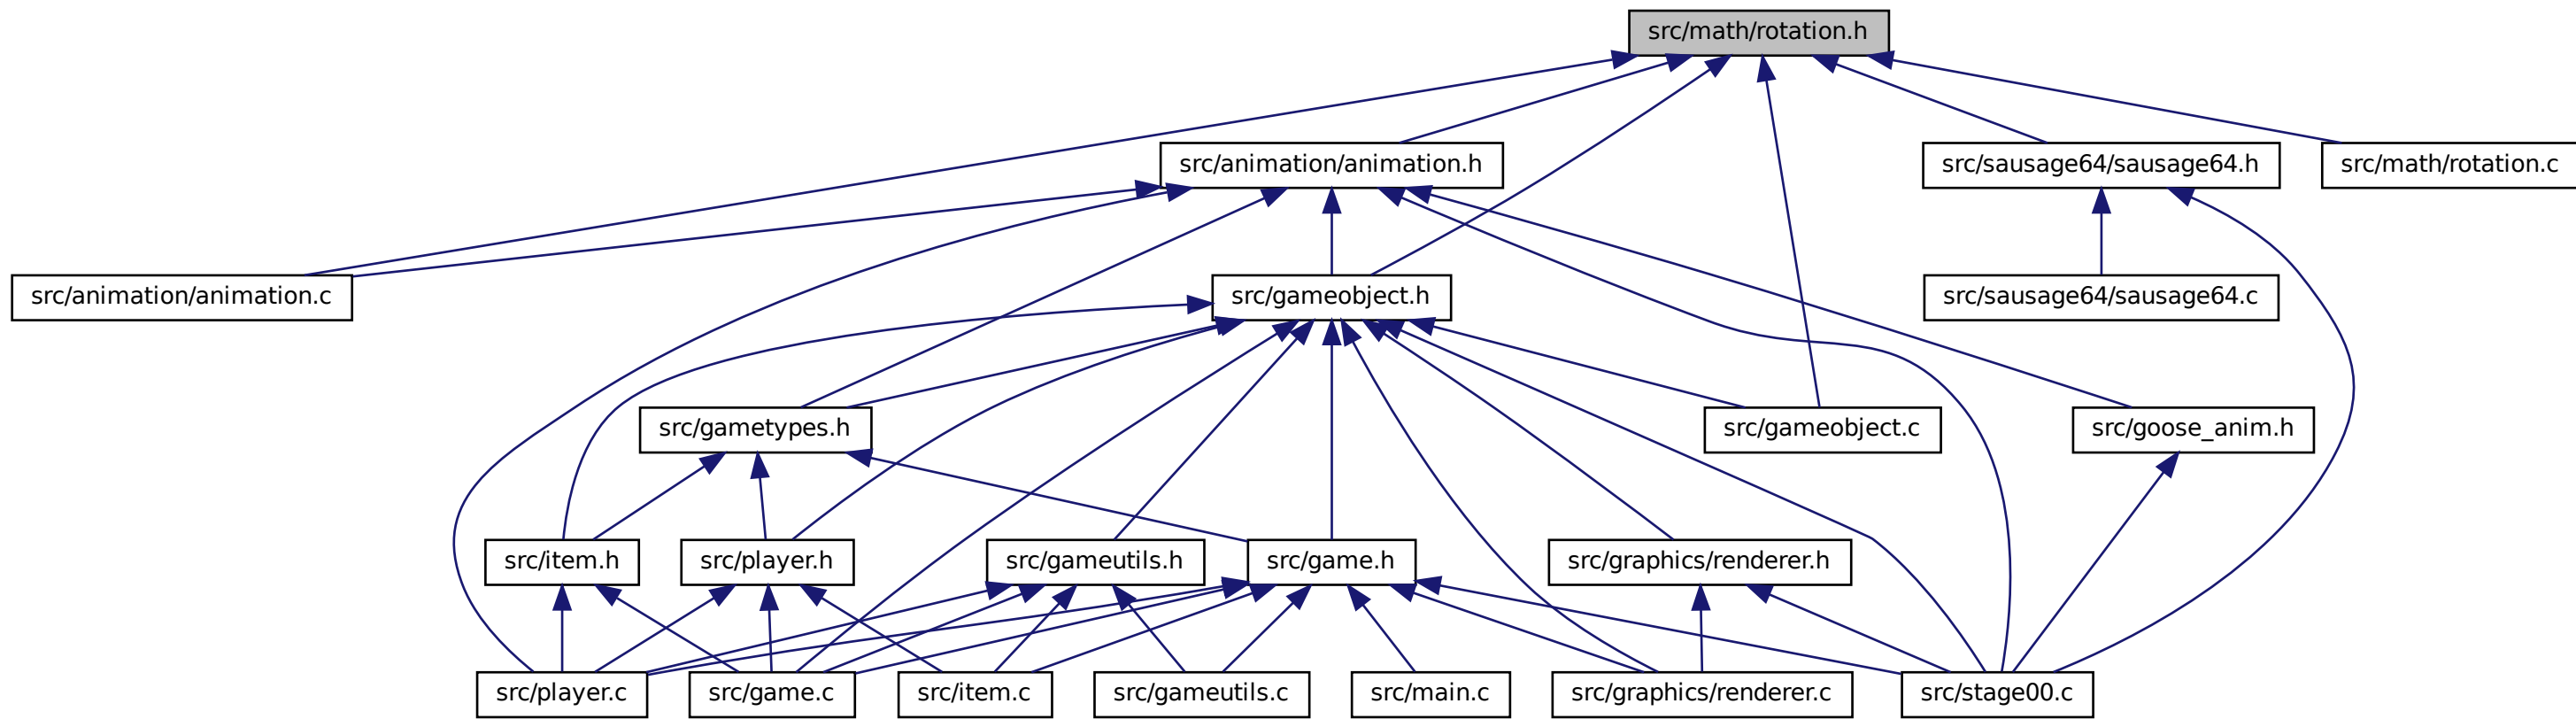 src/math/rotation.h
src/animation/animation.h
src/sausage64/sausage64.h
src/math/rotation.c
src/animation/animation.c
src/gameobject.h
src/sausage64/sausage64.c
src/gametypes.h
src/gameobject.c
src/goose_anim.h
src/item.h
src/player.h
src/gameutils.h
src/game.h
src/graphics/renderer.h
src/player.c
src/game.c
src/item.c
src/gameutils.c
src/main.c
src/graphics/renderer.c
src/stage00.c